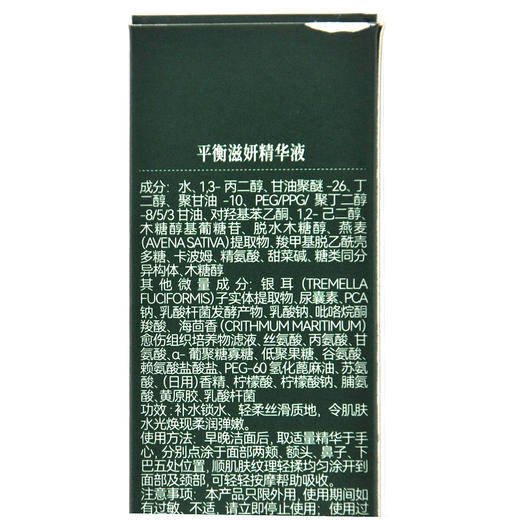 平衡滋妍精华液
成分：水、1,3-丙二醇、甘油聚醚-26、丁
二醇、聚甘油-10、PEG/PPG/聚丁二醇
-8/5/3甘油、对羟基苯乙酮、1,2-己二醇、
木糖醇基葡糖苷、脱水木糖醇、燕麦
(AVENA SATIVA)提取物、羧甲基脱乙酰壳
多糖、卡波姆、精氨酸、甜菜碱、糖类同分
异构体、木糖醇
其他微量成分：银耳(TREMELLA
FUCIFORMIS)子实体提取物、尿囊素、PCA
钠、乳酸杆菌发酵产物、乳酸钠、吡咯烷酮
羧酸、海茴香(CRITHMUM MARITIMUM)
愈伤组织培养物滤液、丝氨酸、丙氨酸、甘
氨酸、α-葡聚糖寡糖、低聚果糖、谷氨酸、
赖氨酸盐酸盐、PEG-60氢化蓖麻油、苏氨
酸、(日用)香精、柠檬酸、柠檬酸钠、脯氨
酸、黄原胶、乳酸杆菌
功效：补水锁水、轻柔丝滑质地，令肌肤
水光焕现柔润弹嫩。
使用方法：早晚洁面后，取适量精华于手
心，分别点涂于面部两颊、额头、鼻子、下
巴五处位置，顺肌肤纹理轻揉均匀涂开到
面部及颈部，可轻轻按摩帮助吸收。
注意事项：本产品只限外用，使用期间如
有过敏、不适，请立即停止使用；使用过